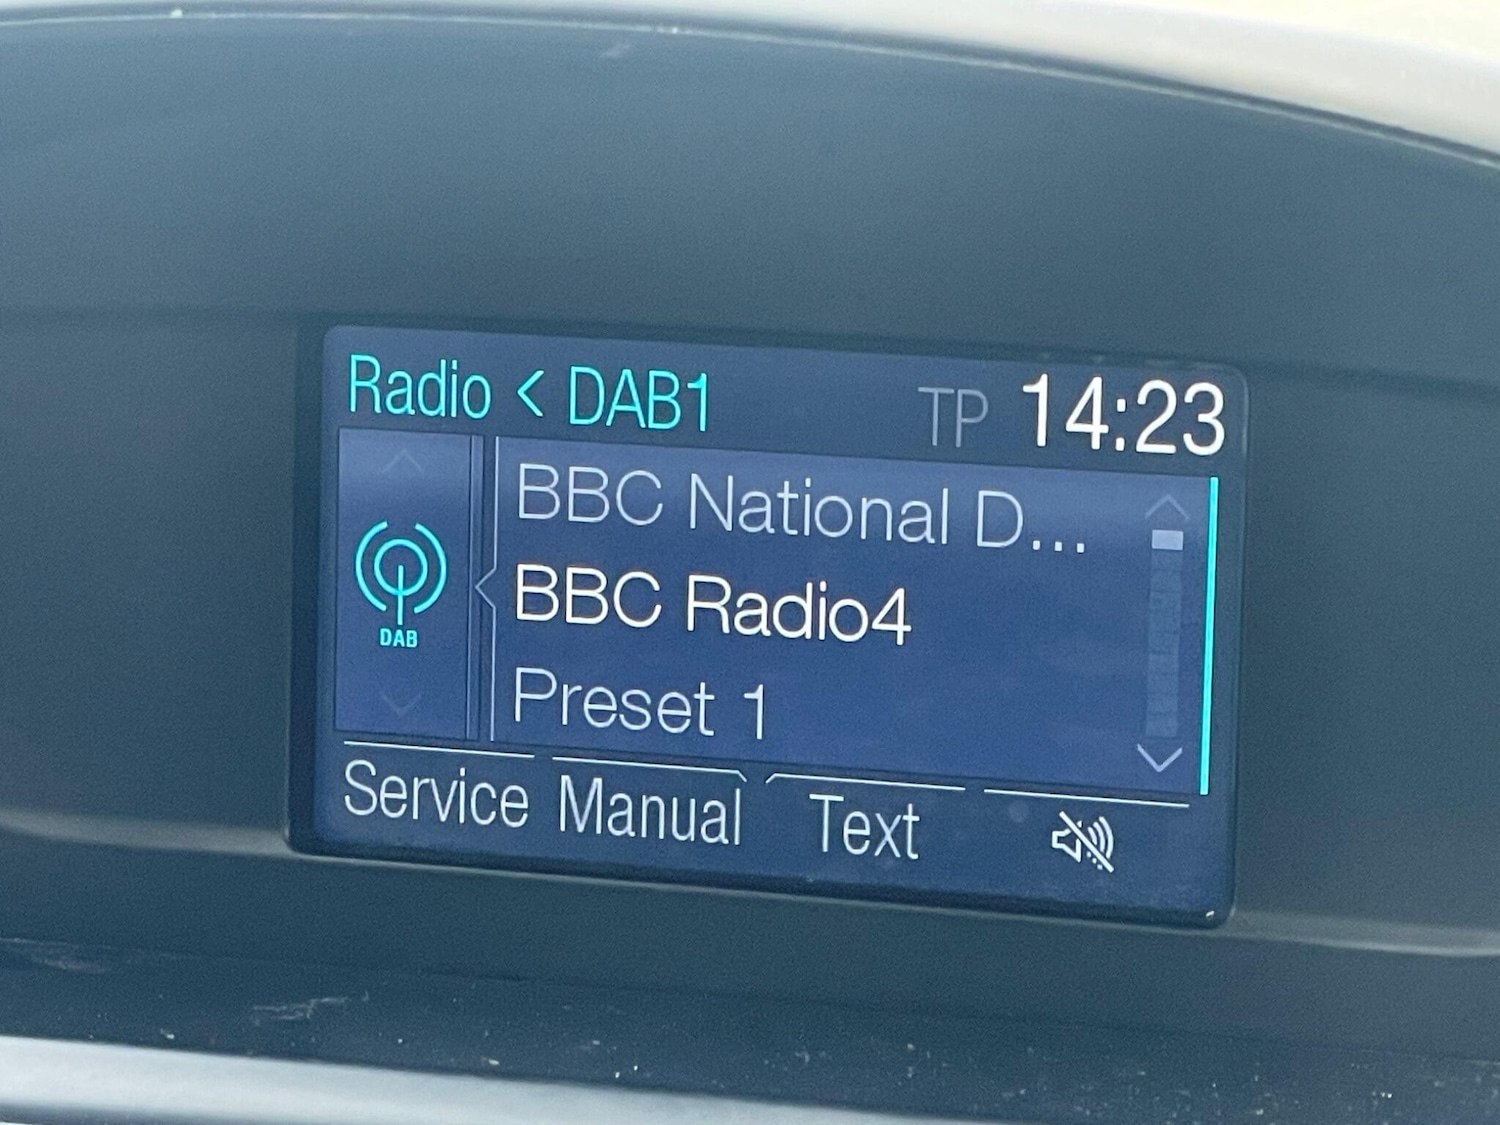 Radio < DAB1 TP 14:23
BBC National D...
BBC Radio4
DAB
Preset 1
Service Manual Text